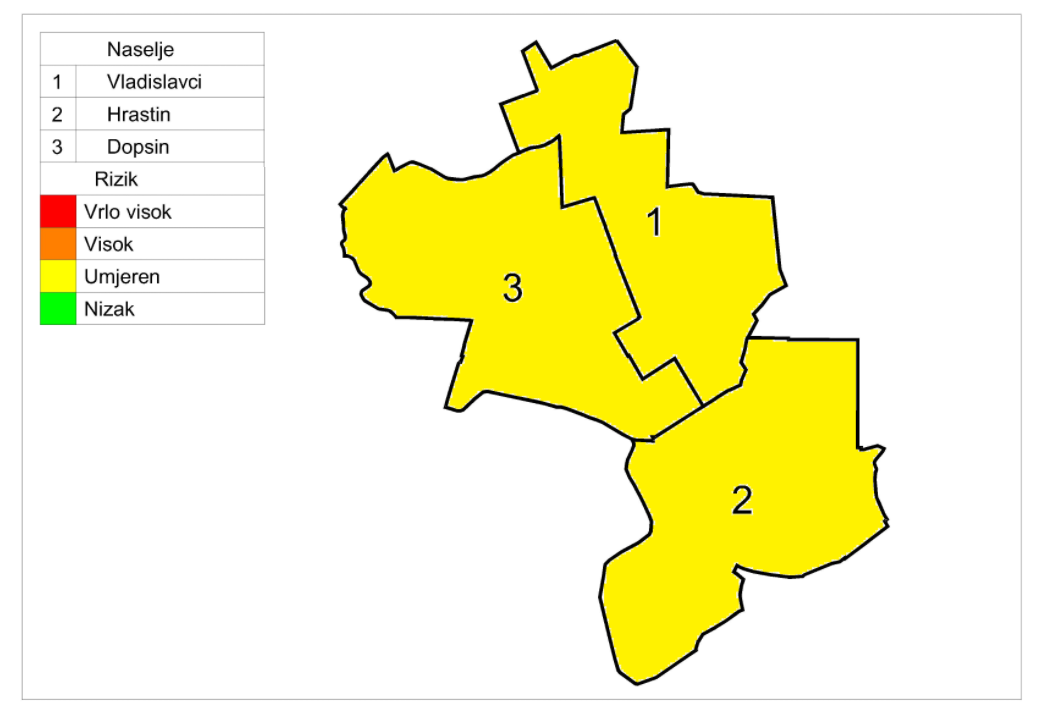 Naselje
1 Vladislavci
2 Hrastin
3 Dopsin
Rizik
Vrlo visok
Visok
Umjeren
Nizak
1
3
2